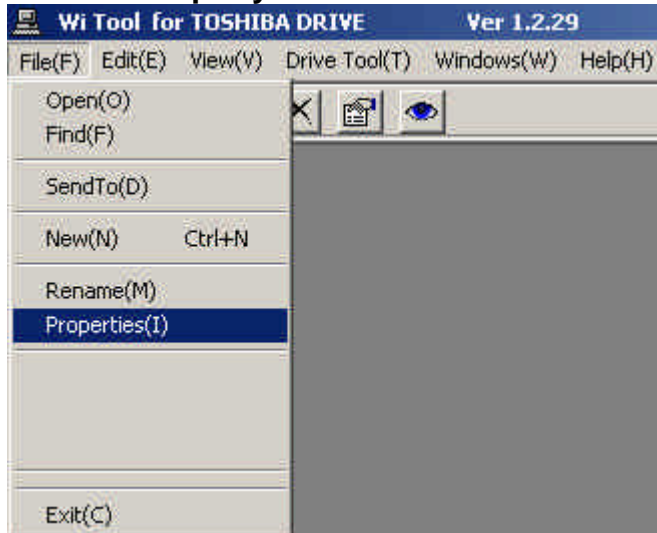 Wi Tool for TOSHIBA DRIVE Ver 1.2.29
File(F) Edit(E) View(V) Drive Tool(T) Windows(W) Help(H)
Open(O)
Find(F)
SendTo(D)
New(N) Ctrl+N
Rename(M)
Properties(I)
Exit(C)